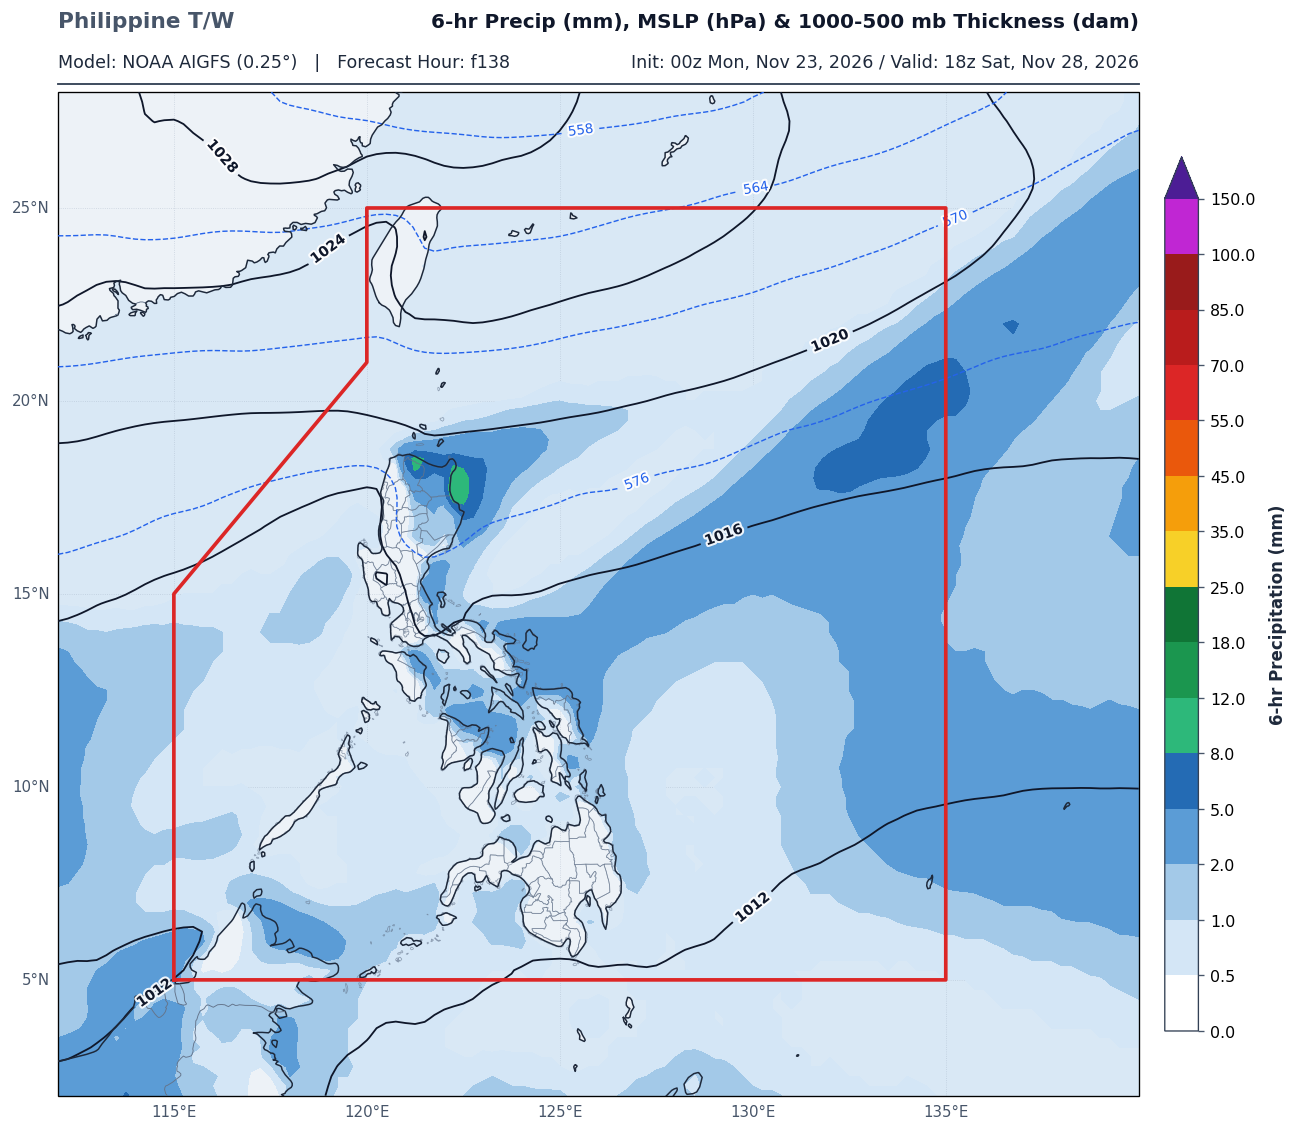 Philippine T/W
6-hr Precip (mm), MSLP (hPa) & 1000-500 mb Thickness (dam)
Model: NOAA AIGFS (0.25°) | Forecast Hour: f138
Init: 00z Mon, Nov 23, 2026 / Valid: 18z Sat, Nov 28, 2026
25°N
20°N
15°N
10°N
5°N
115°E
120°E
125°E
130°E
135°E
1028
558
564
570
1024
1020
576
1016
1012
1012
150.0
100.0
85.0
70.0
55.0
45.0
35.0
25.0
18.0
12.0
8.0
5.0
2.0
1.0
0.5
0.0
6-hr Precipitation (mm)